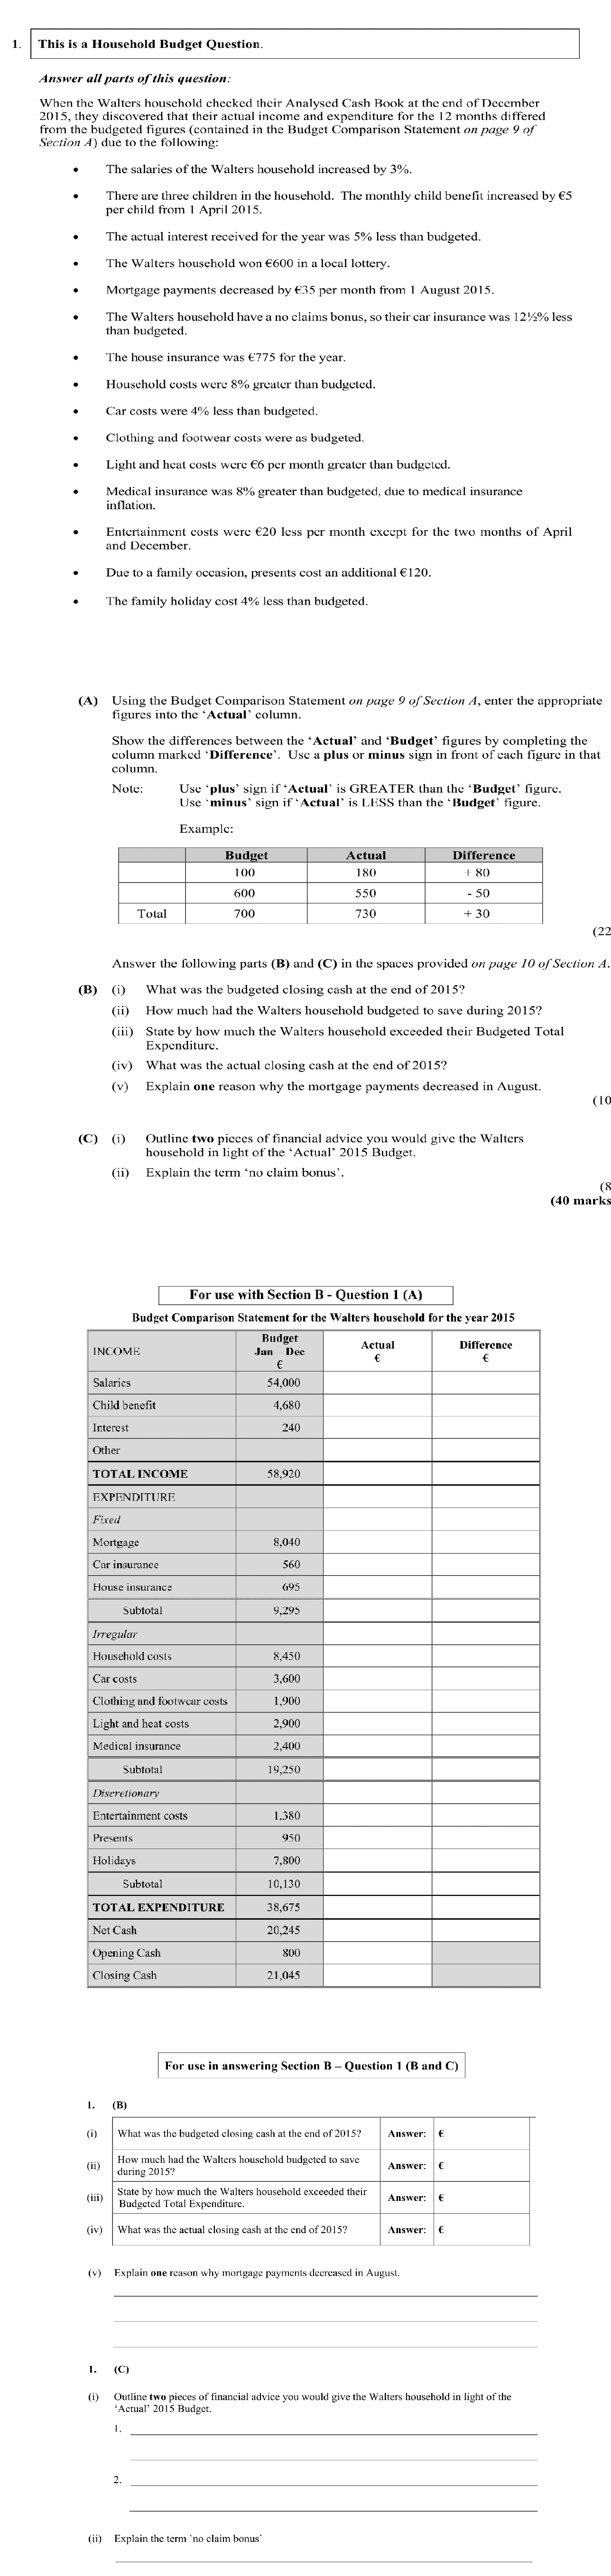 1. This is a Household Budget Question.
Answer all parts of this question:
When the Walters household checked their Analysed Cash Book at the end of December
2015, they discovered that their actual income and expenditure for the 12 months differed
from the budgeted figures (contained in the Budget Comparison Statement on page 9 of
Section A) due to the following:
• The salaries of the Walters household increased by 3%.
• There are three children in the household. The monthly child benefit increased by €5
per child from 1 April 2015.
• The actual interest received for the year was 5% less than budgeted.
• The Walters household won €600 in a local lottery.
• Mortgage payments decreased by €35 per month from 1 August 2015.
• The Walters household have a no claims bonus, so their car insurance was 12½% less
than budgeted.
• The house insurance was €775 for the year.
• Household costs were 8% greater than budgeted.
• Car costs were 4% less than budgeted.
• Clothing and footwear costs were as budgeted.
• Light and heat costs were €6 per month greater than budgeted.
• Medical insurance was 8% greater than budgeted, due to medical insurance
inflation.
• Entertainment costs were €20 less per month except for the two months of April
and December.
• Due to a family occasion, presents cost an additional €120.
• The family holiday cost 4% less than budgeted.
(A) Using the Budget Comparison Statement on page 9 of Section A, enter the appropriate
figures into the ‘Actual’ column.
Show the differences between the ‘Actual’ and ‘Budget’ figures by completing the
column marked ‘Difference’. Use a plus or minus sign in front of each figure in that
column.
Note: Use ‘plus’ sign if ‘Actual’ is GREATER than the ‘Budget’ figure.
Use ‘minus’ sign if ‘Actual’ is LESS than the ‘Budget’ figure.
Example:
Budget Actual Difference
100 180 + 80
600 550 - 50
Total 700 730 + 30
(22
Answer the following parts (B) and (C) in the spaces provided on page 10 of Section A.
(B) (i) What was the budgeted closing cash at the end of 2015?
(ii) How much had the Walters household budgeted to save during 2015?
(iii) State by how much the Walters household exceeded their Budgeted Total
Expenditure.
(iv) What was the actual closing cash at the end of 2015?
(v) Explain one reason why the mortgage payments decreased in August.
(10
(C) (i) Outline two pieces of financial advice you would give the Walters
household in light of the ‘Actual’ 2015 Budget.
(ii) Explain the term ‘no claim bonus’.
(8
(40 marks
For use with Section B - Question 1 (A)
Budget Comparison Statement for the Walters household for the year 2015
INCOME Budget Jan – Dec € Actual € Difference €
Salaries 54,000
Child benefit 4,680
Interest 240
Other
TOTAL INCOME 58,920
EXPENDITURE
Fixed
Mortgage 8,040
Car insurance 560
House insurance 695
Subtotal 9,295
Irregular
Household costs 8,450
Car costs 3,600
Clothing and footwear costs 1,900
Light and heat costs 2,900
Medical insurance 2,400
Subtotal 19,250
Discretionary
Entertainment costs 1,380
Presents 950
Holidays 7,800
Subtotal 10,130
TOTAL EXPENDITURE 38,675
Net Cash 20,245
Opening Cash 800
Closing Cash 21,045
For use in answering Section B – Question 1 (B and C)
1. (B)
(i) What was the budgeted closing cash at the end of 2015? Answer: €
(ii) How much had the Walters household budgeted to save
during 2015? Answer: €
(iii) State by how much the Walters household exceeded their
Budgeted Total Expenditure. Answer: €
(iv) What was the actual closing cash at the end of 2015? Answer: €
(v) Explain one reason why mortgage payments decreased in August.
1. (C)
(i) Outline two pieces of financial advice you would give the Walters household in light of the
‘Actual’ 2015 Budget.
1.
2.
(ii) Explain the term `no claim bonus`